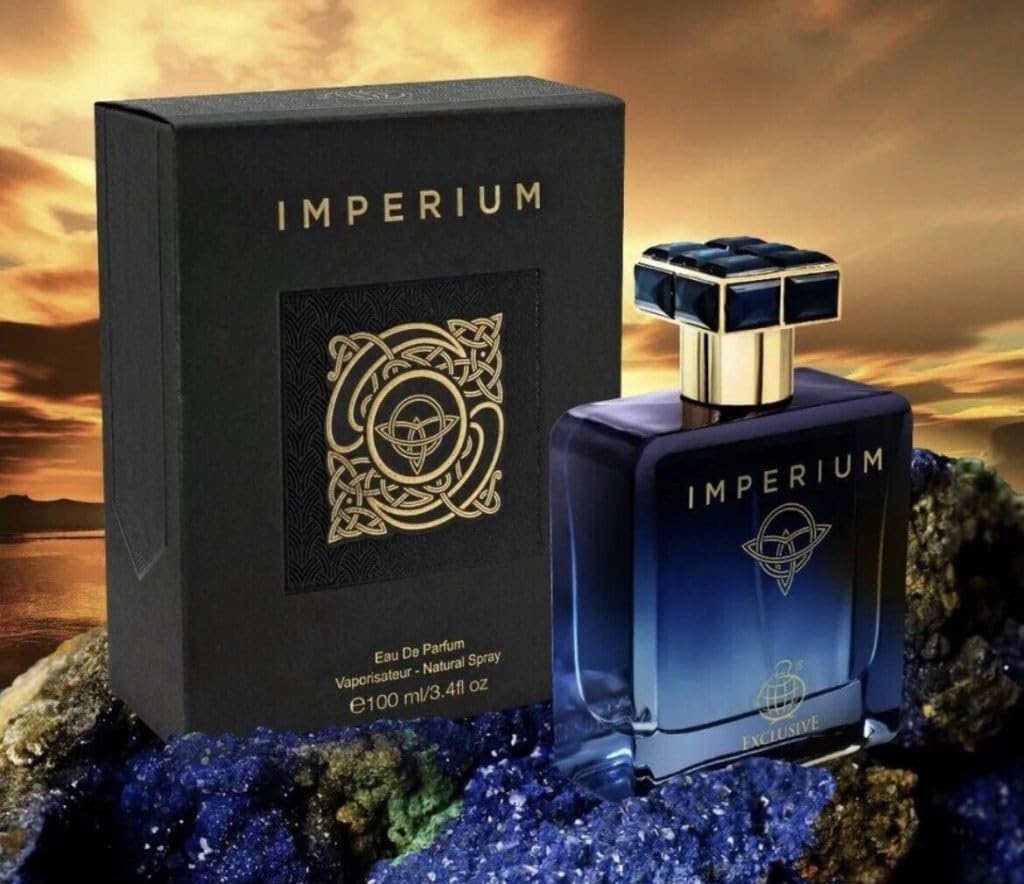 IMPERIUM
Eau De Parfum
Vaporisateur - Natural Spray
℮100 ml/3.4fl oz
IMPERIUM
EXCLUSIVE